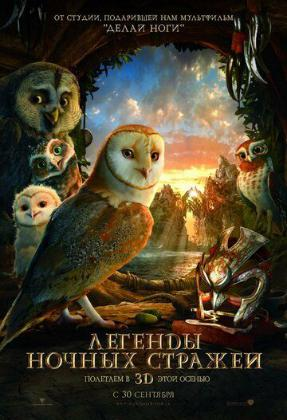 ОТ СТУДИИ, ПОДАРИВШЕЙ НАМ МУЛЬТФИЛЬМ
"ДЕЛАЙ НОГИ"
ЛЕГЕНДЫ
НОЧНЫХ СТРАЖЕЙ
ПОЛЕТАЕМ В 3D ЭТОЙ ОСЕНЬЮ
С 30 СЕНТЯБРЯ